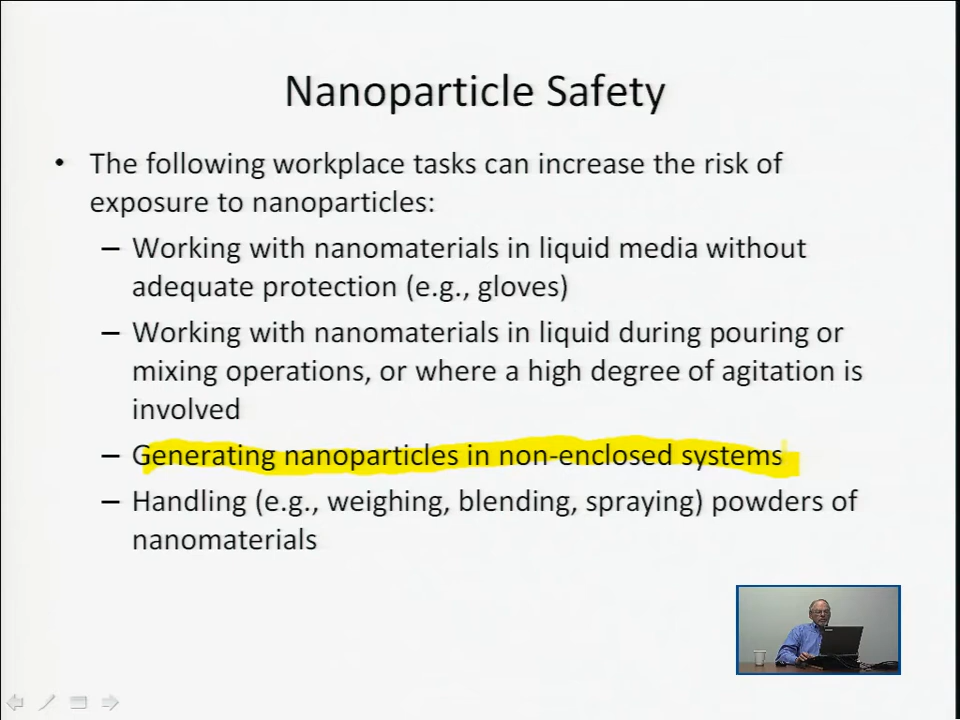 Nanoparticle Safety
• The following workplace tasks can increase the risk of
exposure to nanoparticles:
– Working with nanomaterials in liquid media without
adequate protection (e.g., gloves)
– Working with nanomaterials in liquid during pouring or
mixing operations, or where a high degree of agitation is
involved
– Generating nanoparticles in non-enclosed systems
– Handling (e.g., weighing, blending, spraying) powders of
nanomaterials